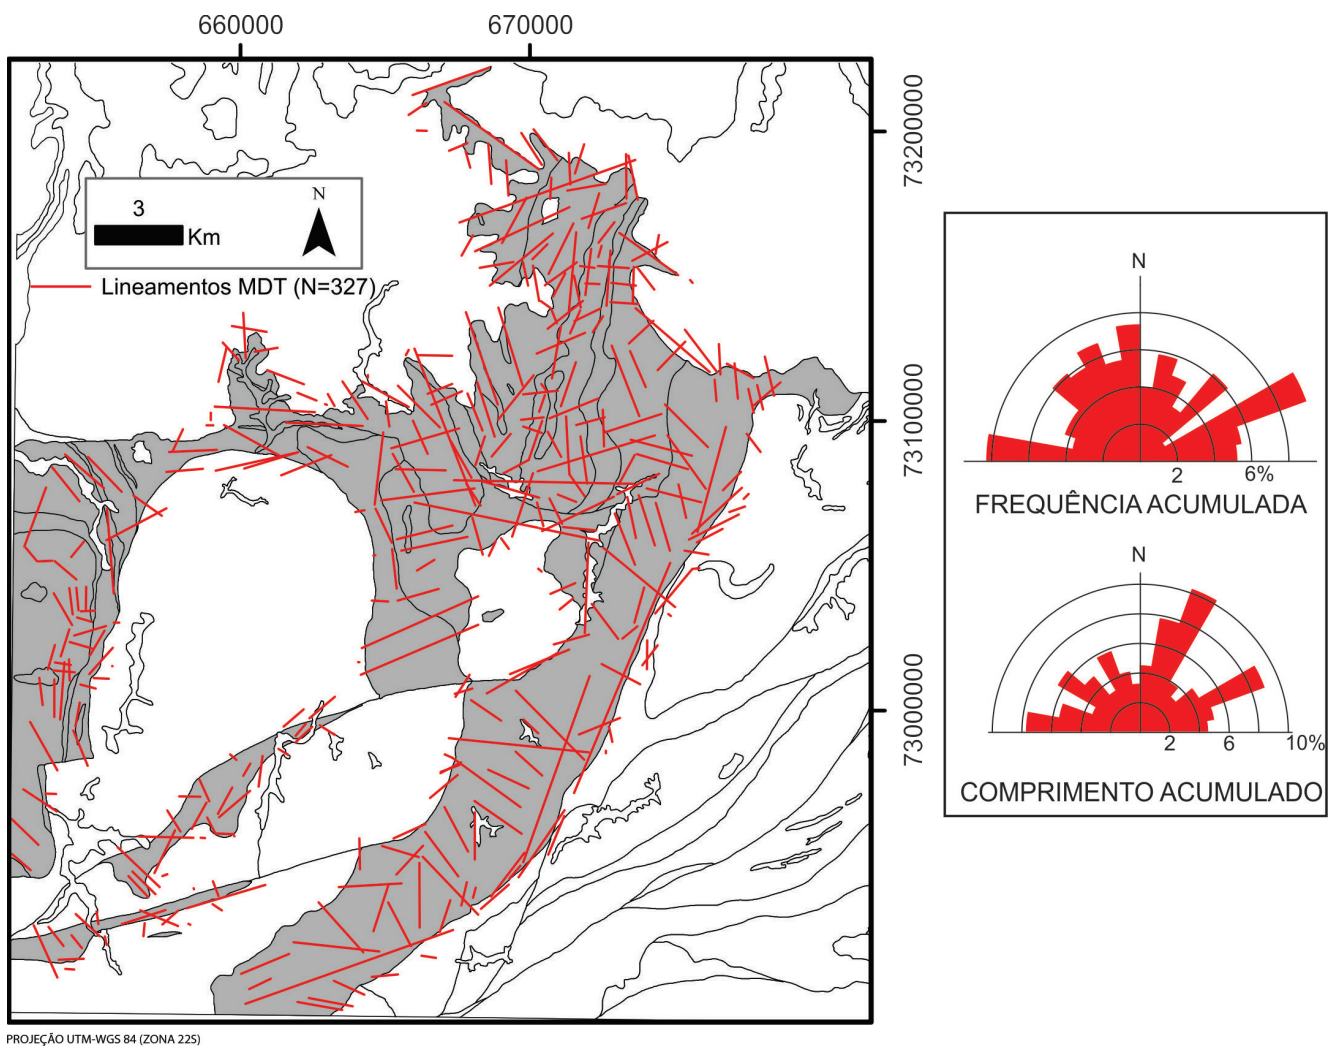 660000 670000
7320000
3
N
Km
Lineamentos MDT (N=327)
N
2 6%
FREQUÊNCIA ACUMULADA
7310000
N
2 6 10%
COMPRIMENTO ACUMULADO
7300000
PROJEÇÃO UTM-WGS 84 (ZONA 22S)